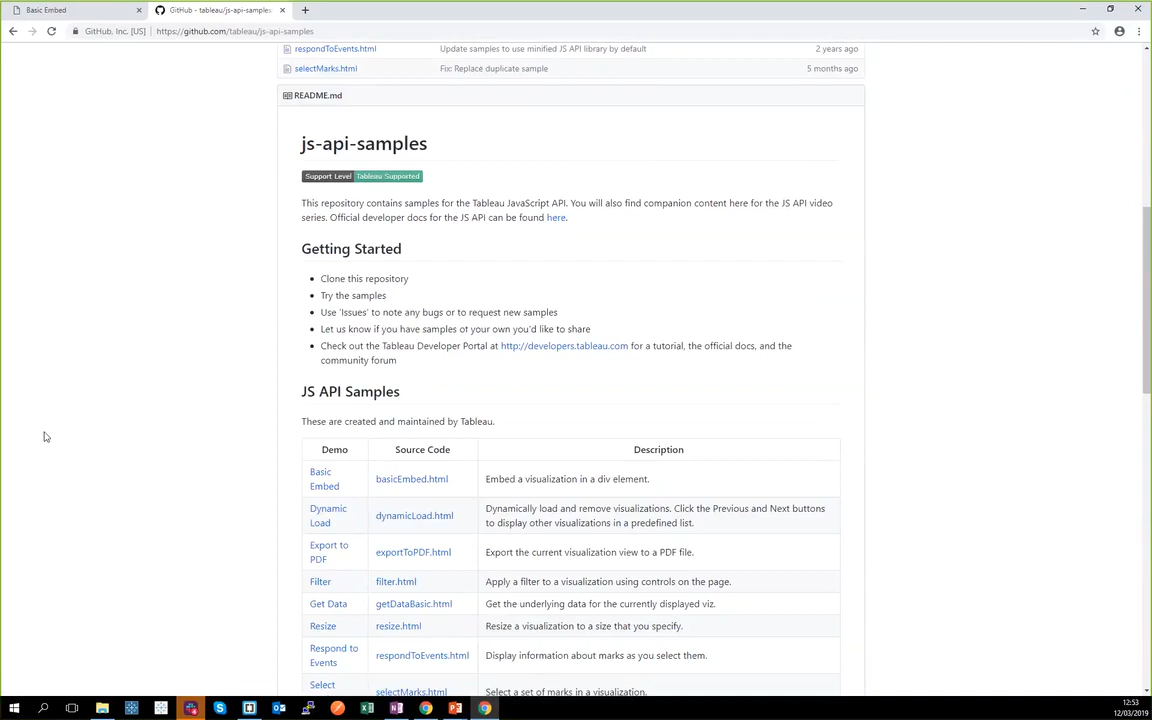 Basic Embed
GitHub - tableau/js-api-samples
GitHub, Inc. [US] | https://github.com/tableau/js-api-samples
respondToEvents.html Update samples to use minified JS API library by default 2 years ago
selectMarks.html Fix: Replace duplicate sample 5 months ago
README.md
js-api-samples
Support Level Tableau Supported
This repository contains samples for the Tableau JavaScript API. You will also find companion content here for the JS API video
series. Official developer docs for the JS API can be found here.
Getting Started
Clone this repository
Try the samples
Use 'Issues' to note any bugs or to request new samples
Let us know if you have samples of your own you'd like to share
Check out the Tableau Developer Portal at http://developers.tableau.com for a tutorial, the official docs, and the
community forum
JS API Samples
These are created and maintained by Tableau.
Demo Source Code Description
Basic
Embed
basicEmbed.html Embed a visualization in a div element.
Dynamic
Load
dynamicLoad.html
Dynamically load and remove visualizations. Click the Previous and Next buttons
to display other visualizations in a predefined list.
Export to
PDF
exportToPDF.html Export the current visualization view to a PDF file.
Filter filter.html Apply a filter to a visualization using controls on the page.
Get Data getDataBasic.html Get the underlying data for the currently displayed viz.
Resize resize.html Resize a visualization to a size that you specify.
Respond to
Events
respondToEvents.html Display information about marks as you select them.
Select
selectMarks.html Select a set of marks in a visualization.
12:53
12/03/2019